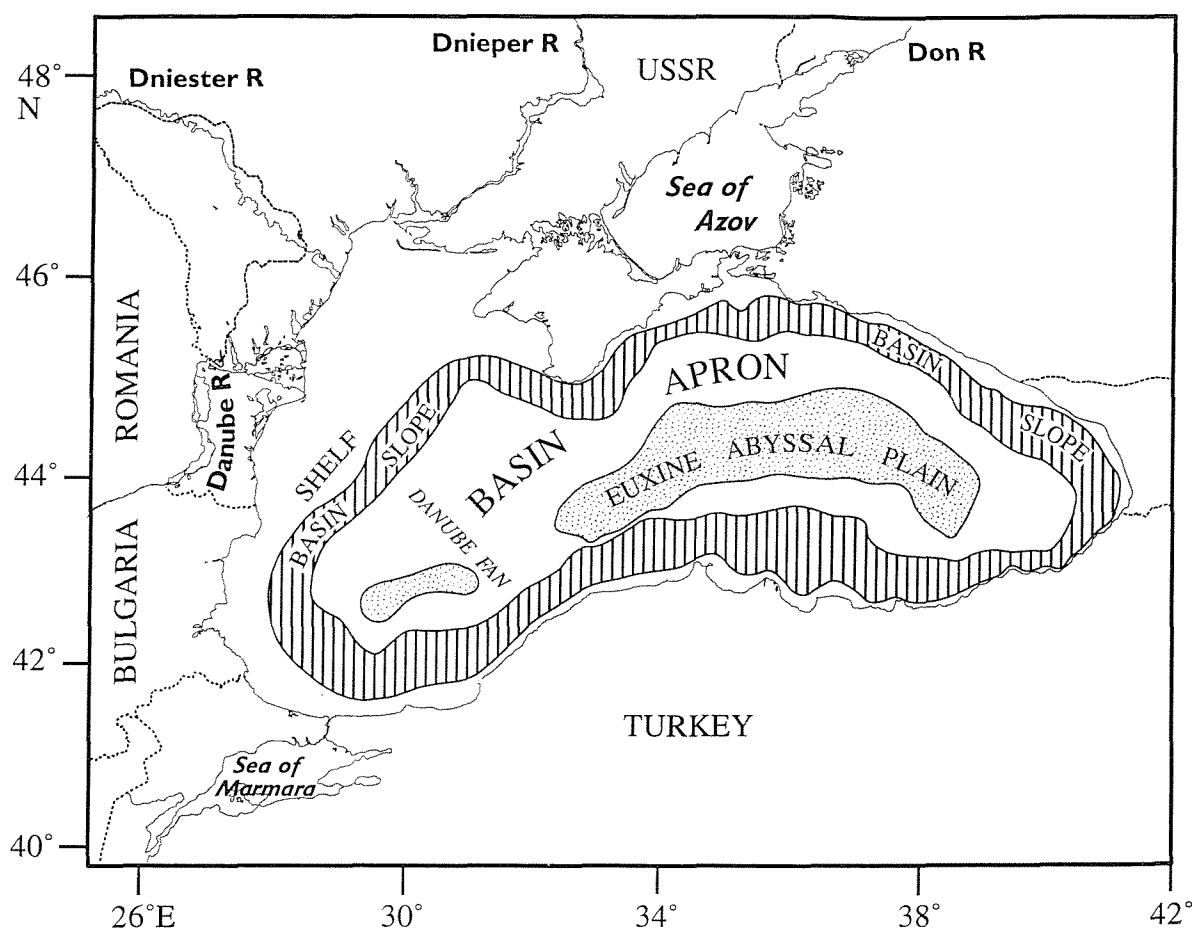 Dnieper R
Don R
48°
N
Dniester R
USSR
Sea of
Azov
46°
ROMANIA
Danube R
BASIN
SLOPE
APRON
SHELF
BASIN
SLOPE
BASIN
EUXINE ABYSSAL PLAIN
44°
DANUBE FAN
BULGARIA
42°
TURKEY
Sea of
Marmara
40°
26°E
30°
34°
38°
42°